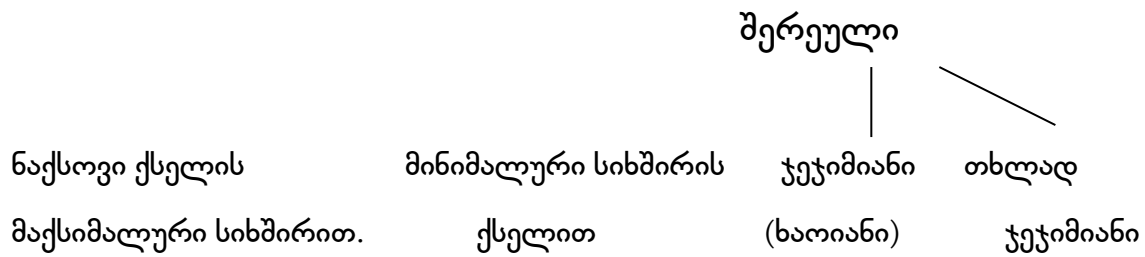 შერეული
ნაქსოვი ქსელის მინიმალური სიხშირის ჯეჯიმიანი თხლად
მაქსიმალური სიხშირით. ქსელით (ხაოიანი) ჯეჯიმიანი